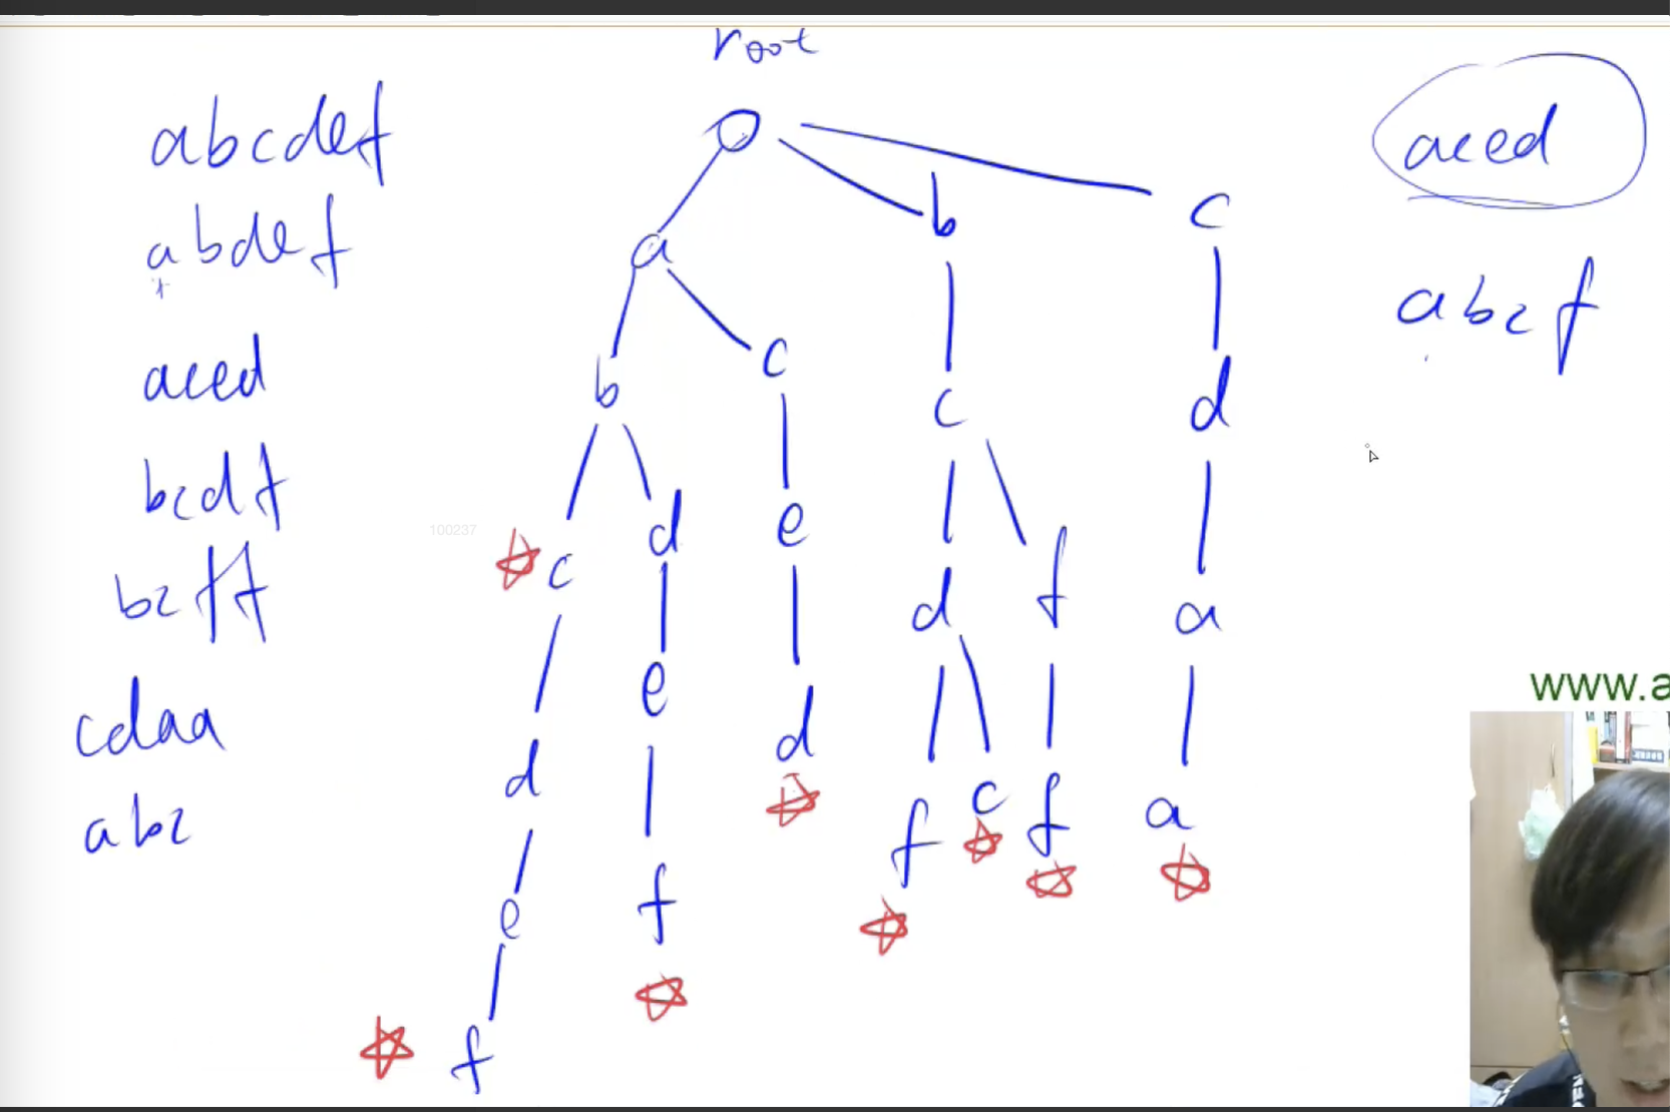 root
abcdef
abdef
aced
bcdf
bcff
cdaa
abc
a b c
b c c d
c d e d f a
d e d f c f a
e f
f
aced
abcf
100237
www.a